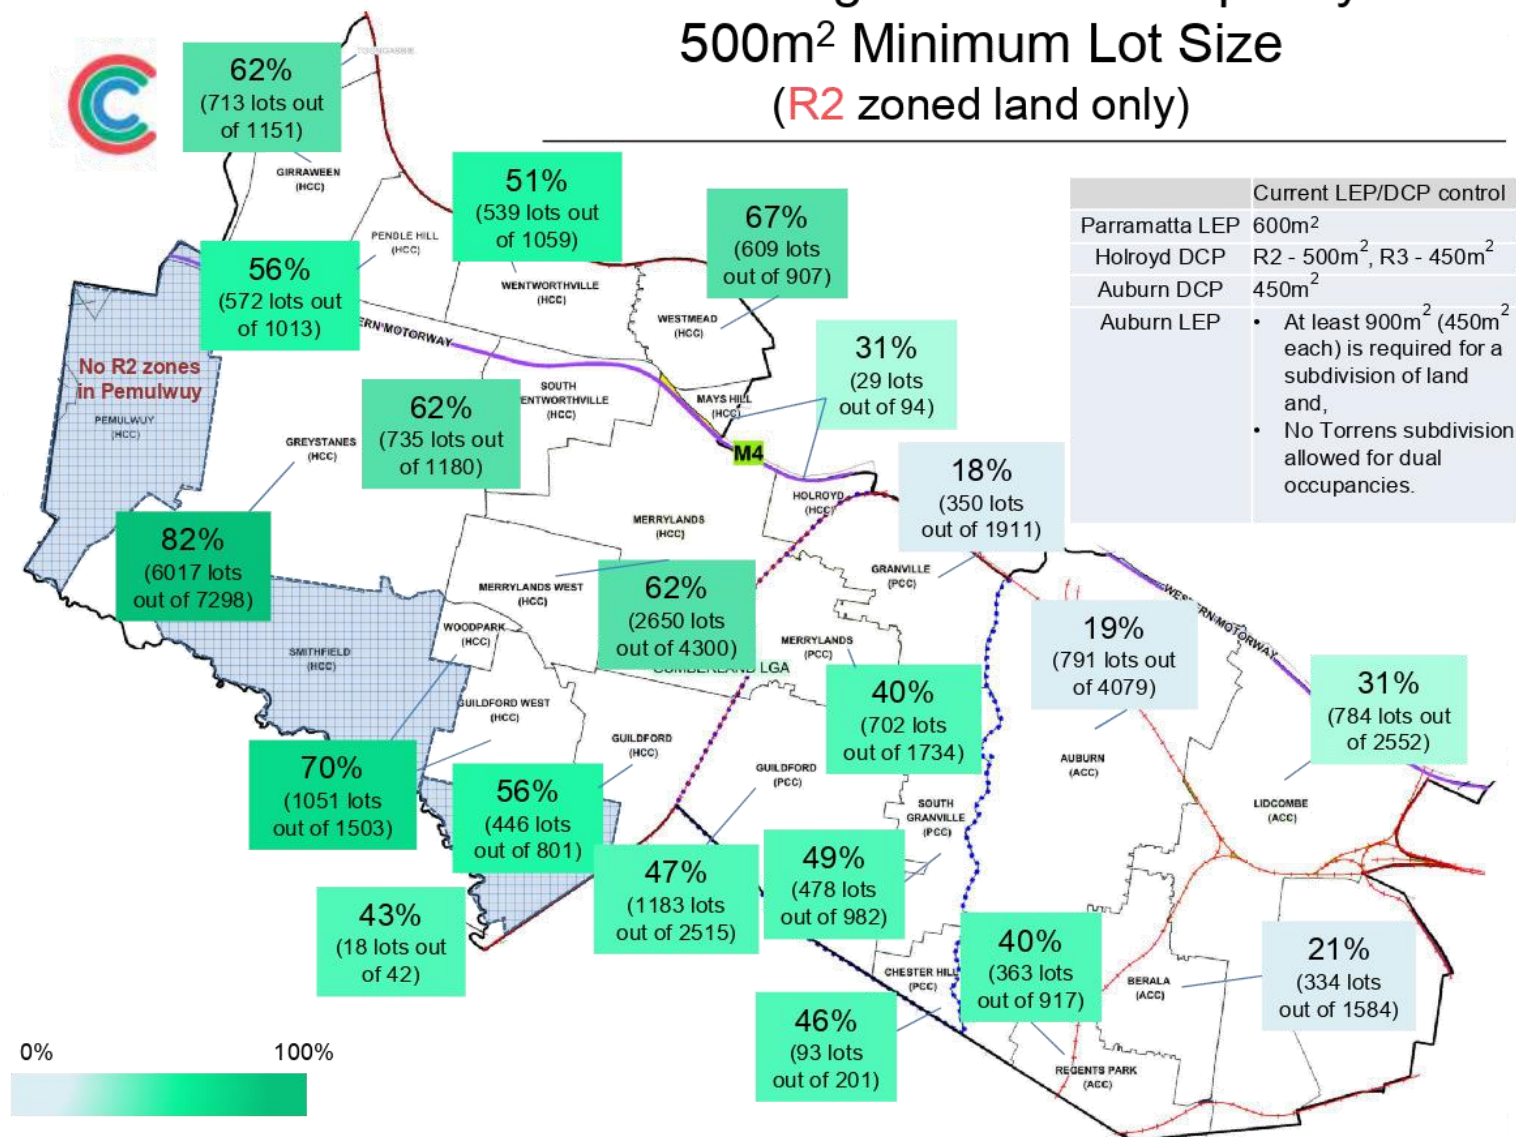 500m² Minimum Lot Size
(R2 zoned land only)
62%
(713 lots out
of 1151)
TOONGABBIE
GIRRAWEEN
(HCC)
51%
(539 lots out
of 1059)
67%
(609 lots
out of 907)
Current LEP/DCP control
Parramatta LEP 600m²
Holroyd DCP R2 - 500m², R3 - 450m²
Auburn DCP 450m²
Auburn LEP • At least 900m² (450m²
each) is required for a
subdivision of land
and,
• No Torrens subdivision
allowed for dual
occupancies.
PENDLE HILL
(HCC)
56%
(572 lots out
of 1013)
WENTWORTHVILLE
(HCC)
WESTMEAD
(HCC)
ERN MOTORWAY
31%
(29 lots
out of 94)
No R2 zones
in Pemulwuy
PEMULWUY
(HCC)
62%
(735 lots out
of 1180)
SOUTH
ENTWORTHVILLE
(HCC)
MAYS HILL
(HCC)
M4
GREYSTANES
(HCC)
18%
(350 lots
out of 1911)
HOLROYD
(HCC)
82%
(6017 lots
out of 7298)
MERRYLANDS
(HCC)
GRANVILLE
(PCC)
MERRYLANDS WEST
(HCC)
62%
(2650 lots
out of 4300)
WESTERN MOTORWAY
19%
(791 lots out
of 4079)
WOODPARK
(HCC)
SMITHFIELD
(HCC)
MERRYLANDS
(PCC)
CUMBERLAND LGA
40%
(702 lots
out of 1734)
31%
(784 lots out
of 2552)
GUILDFORD WEST
(HCC)
GUILDFORD
(HCC)
GUILDFORD
(PCC)
AUBURN
(ACC)
70%
(1051 lots
out of 1503)
56%
(446 lots
out of 801)
SOUTH
GRANVILLE
(PCC)
LIDCOMBE
(ACC)
47%
(1183 lots
out of 2515)
49%
(478 lots
out of 982)
43%
(18 lots out
of 42)
40%
(363 lots
out of 917)
21%
(334 lots
out of 1584)
CHESTER HILL
(PCC)
BERALA
(ACC)
46%
(93 lots
out of 201)
REGENTS PARK
(ACC)
0% 100%